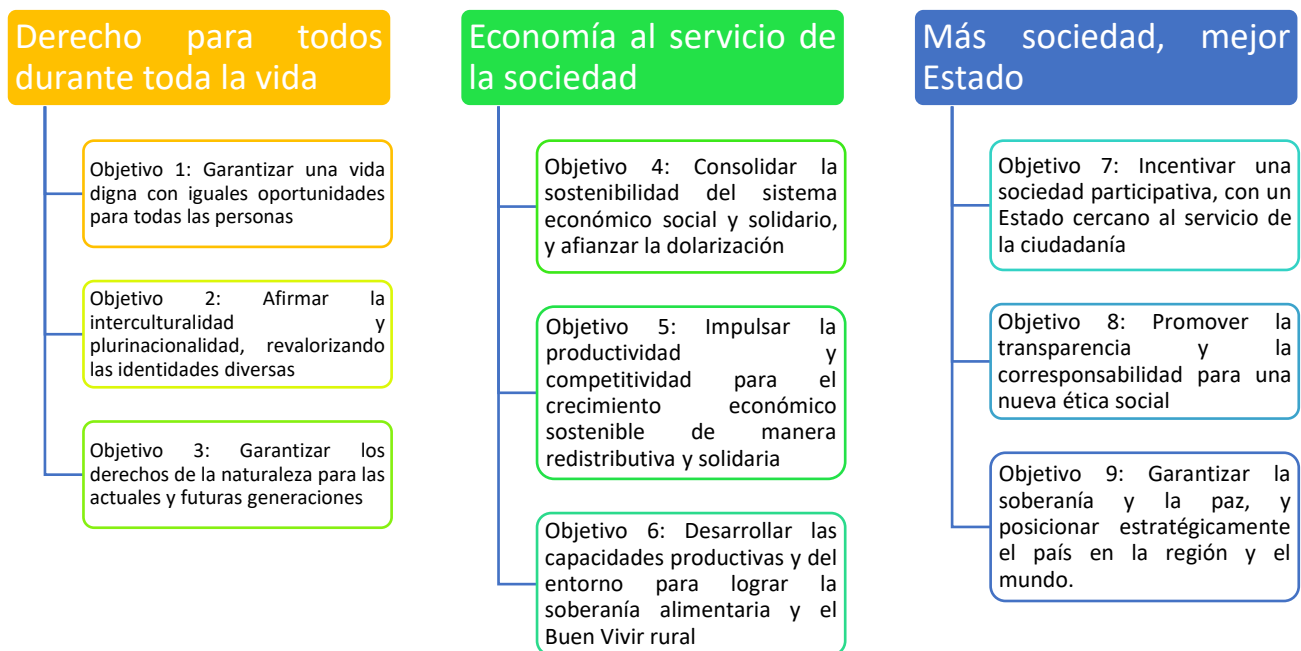 Derecho para todos
durante toda la vida
Objetivo 1: Garantizar una vida
digna con iguales oportunidades
para todas las personas
Objetivo 2: Afirmar la
interculturalidad y
plurinacionalidad, revalorizando
las identidades diversas
Objetivo 3: Garantizar los
derechos de la naturaleza para las
actuales y futuras generaciones
Economía al servicio de
la sociedad
Objetivo 4: Consolidar la
sostenibilidad del sistema
económico social y solidario,
y afianzar la dolarización
Objetivo 5: Impulsar la
productividad y
competitividad para el
crecimiento económico
sostenible de manera
redistributiva y solidaria
Objetivo 6: Desarrollar las
capacidades productivas y del
entorno para lograr la
soberanía alimentaria y el
Buen Vivir rural
Más sociedad, mejor
Estado
Objetivo 7: Incentivar una
sociedad participativa, con un
Estado cercano al servicio de
la ciudadanía
Objetivo 8: Promover la
transparencia y la
corresponsabilidad para una
nueva ética social
Objetivo 9: Garantizar la
soberanía y la paz, y
posicionar estratégicamente
el país en la región y el
mundo.